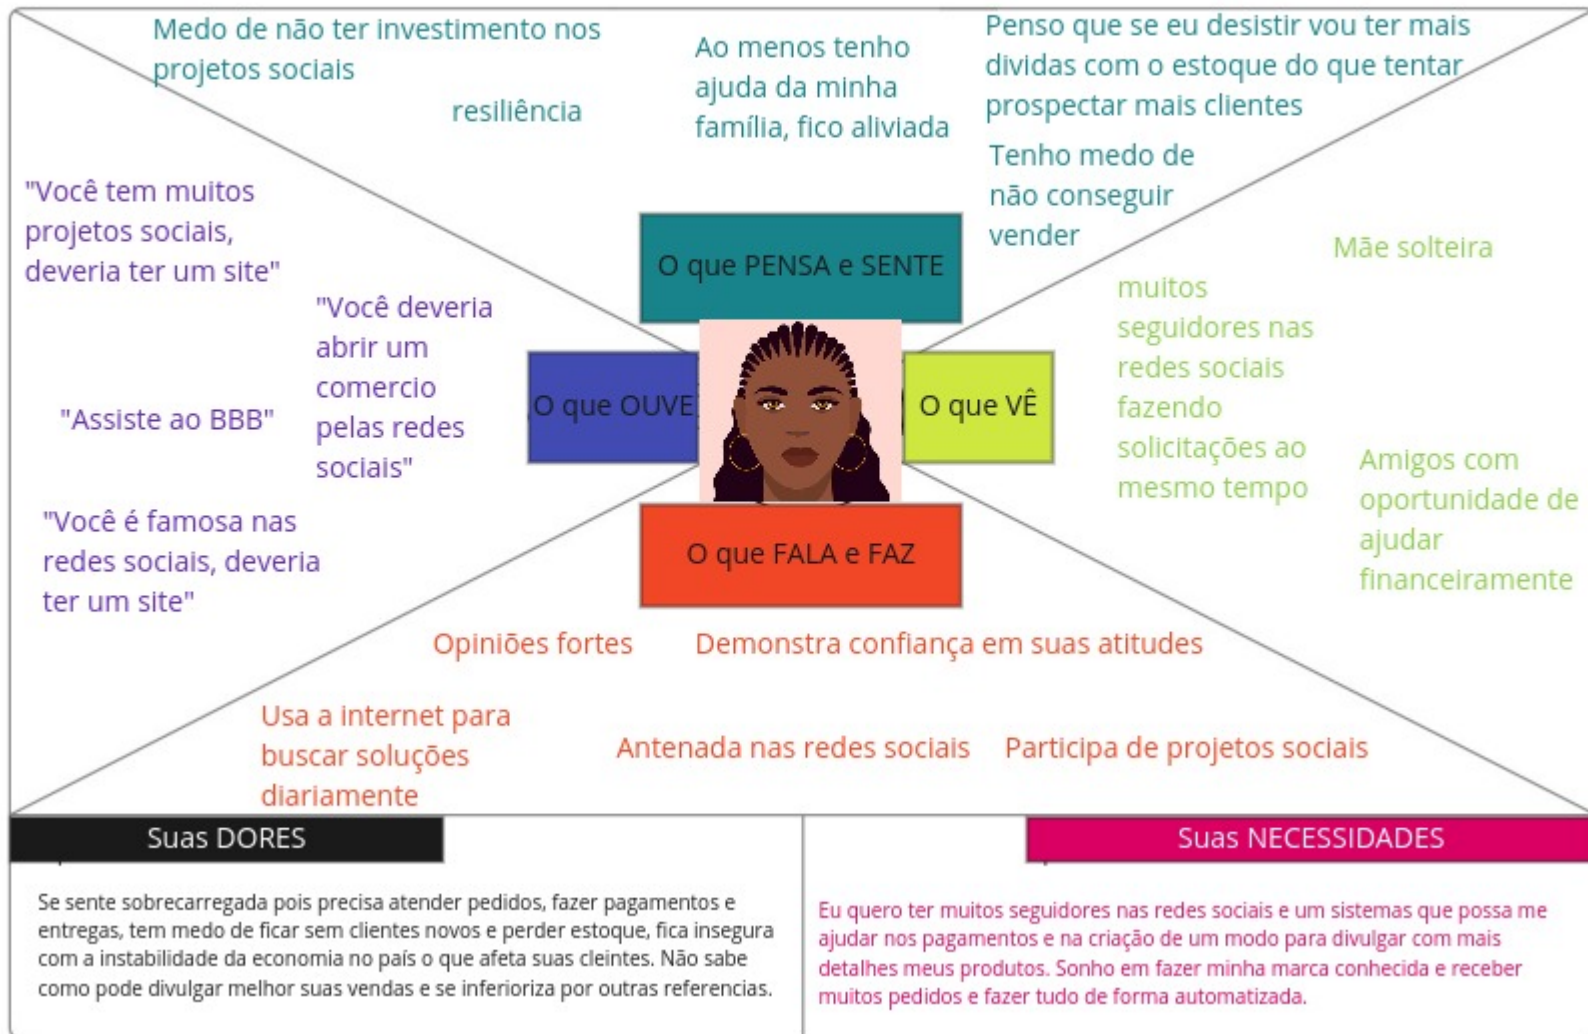 Medo de não ter investimento nos
projetos sociais
resiliência
Ao menos tenho
ajuda da minha
família, fico aliviada
Penso que se eu desistir vou ter mais
dividas com o estoque do que tentar
prospectar mais clientes
Tenho medo de
não conseguir
vender
O que PENSA e SENTE
"Você tem muitos
projetos sociais,
deveria ter um site"
"Você deveria
abrir um
comercio
pelas redes
sociais"
"Assiste ao BBB"
"Você é famosa nas
redes sociais, deveria
ter um site"
O que OUVE
O que VÊ
Mãe solteira
muitos
seguidores nas
redes sociais
fazendo
solicitações ao
mesmo tempo
Amigos com
oportunidade de
ajudar
financeiramente
O que FALA e FAZ
Opiniões fortes
Demonstra confiança em suas atitudes
Usa a internet para
buscar soluções
diariamente
Antenada nas redes sociais
Participa de projetos sociais
Suas DORES
Se sente sobrecarregada pois precisa atender pedidos, fazer pagamentos e
entregas, tem medo de ficar sem clientes novos e perder estoque, fica insegura
com a instabilidade da economia no país o que afeta suas cleintes. Não sabe
como pode divulgar melhor suas vendas e se inferioriza por outras referencias.
Suas NECESSIDADES
Eu quero ter muitos seguidores nas redes sociais e um sistemas que possa me
ajudar nos pagamentos e na criação de um modo para divulgar com mais
detalhes meus produtos. Sonho em fazer minha marca conhecida e receber
muitos pedidos e fazer tudo de forma automatizada.